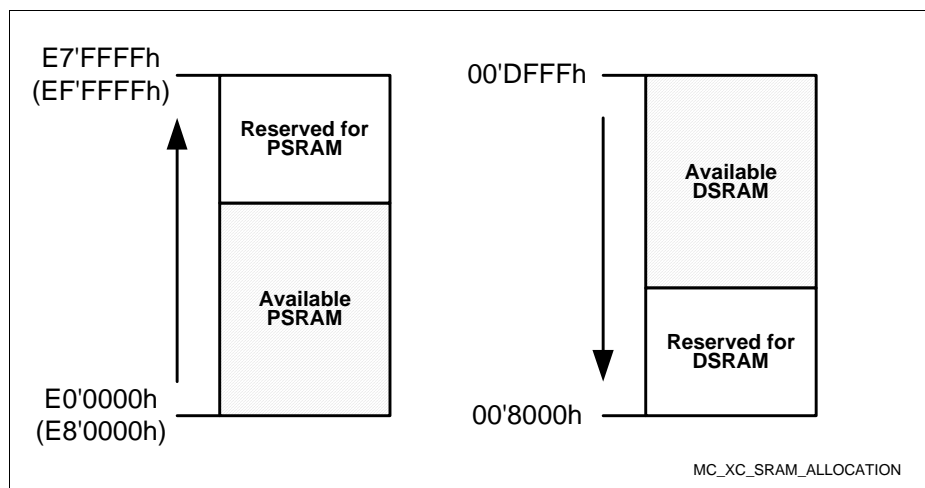 E7'FFFFh
(EF'FFFFh)
Reserved for
PSRAM
Available
PSRAM
E0'0000h
(E8'0000h)
00'DFFFh
Available
DSRAM
Reserved for
DSRAM
00'8000h
MC_XC_SRAM_ALLOCATION